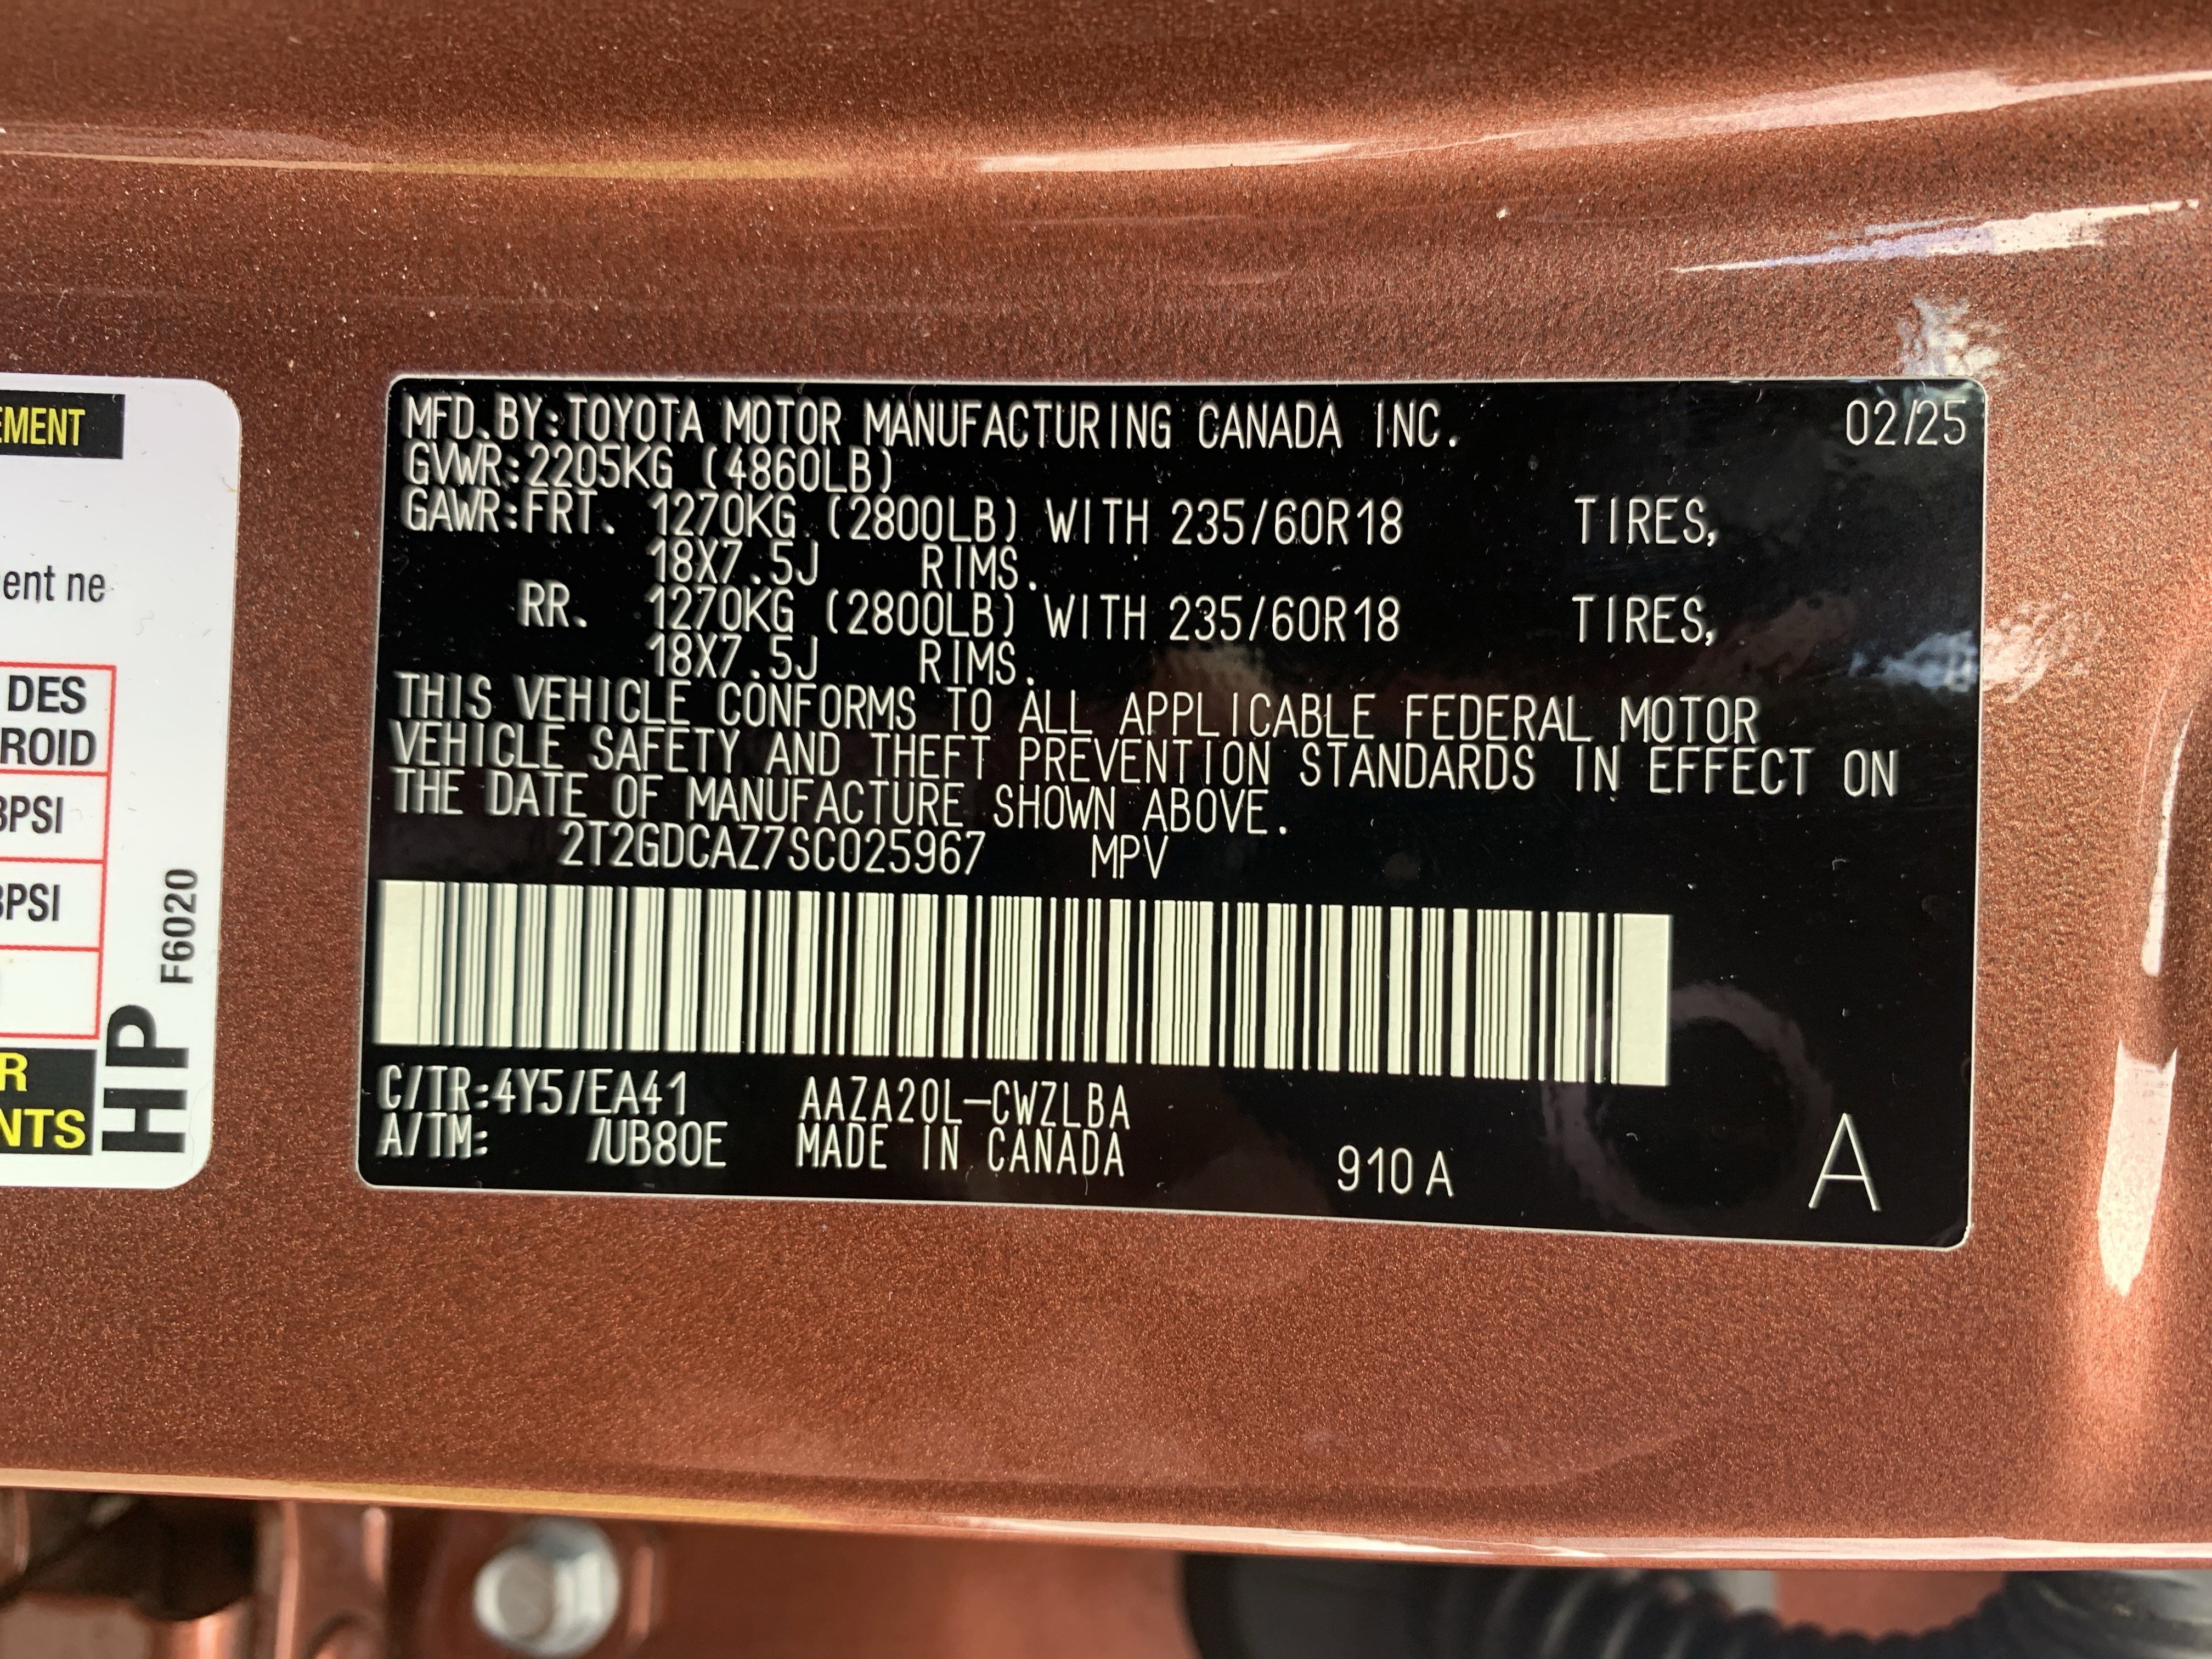 EMENT
ent ne
DES
ROID
PSI
PSI
F6020
HP
R
NTS
MFD.BY:TOYOTA MOTOR MANUFACTURING CANADA INC. 02/25
GVWR:2205KG (4860LB)
GAWR:FRT. 1270KG (2800LB) WITH 235/60R18 TIRES,
18X7.5J RIMS.
RR. 1270KG (2800LB) WITH 235/60R18 TIRES,
18X7.5J RIMS.
THIS VEHICLE CONFORMS TO ALL APPLICABLE FEDERAL MOTOR
VEHICLE SAFETY AND THEFT PREVENTION STANDARDS IN EFFECT ON
THE DATE OF MANUFACTURE SHOWN ABOVE.
2T2GDCAZ7SC025967 MPV
C/TR:4Y5/EA41 AAZA20L-CWZLBA
A/TM: /UB80E MADE IN CANADA 910 A A